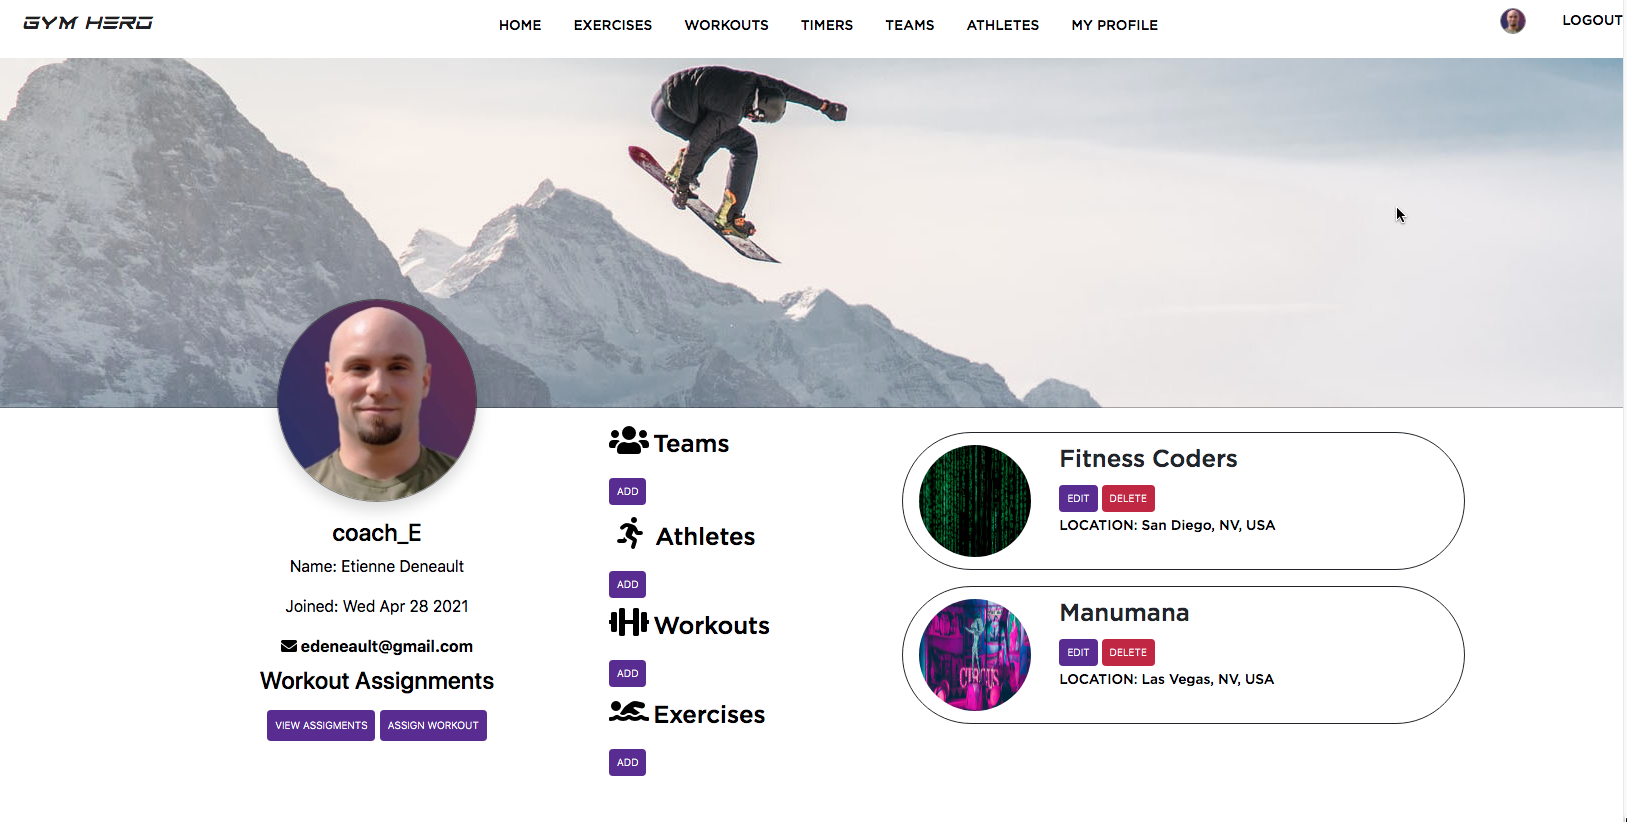 GYM HERO
HOME EXERCISES WORKOUTS TIMERS TEAMS ATHLETES MY PROFILE
LOGOUT
coach_E
Name: Etienne Deneault
Joined: Wed Apr 28 2021
edeneault@gmail.com
Workout Assignments
VIEW ASSIGMENTS ASSIGN WORKOUT
Teams
ADD
Athletes
ADD
Workouts
ADD
Exercises
ADD
Fitness Coders
EDIT DELETE
LOCATION: San Diego, NV, USA
CIRCUS
Manumana
EDIT DELETE
LOCATION: Las Vegas, NV, USA